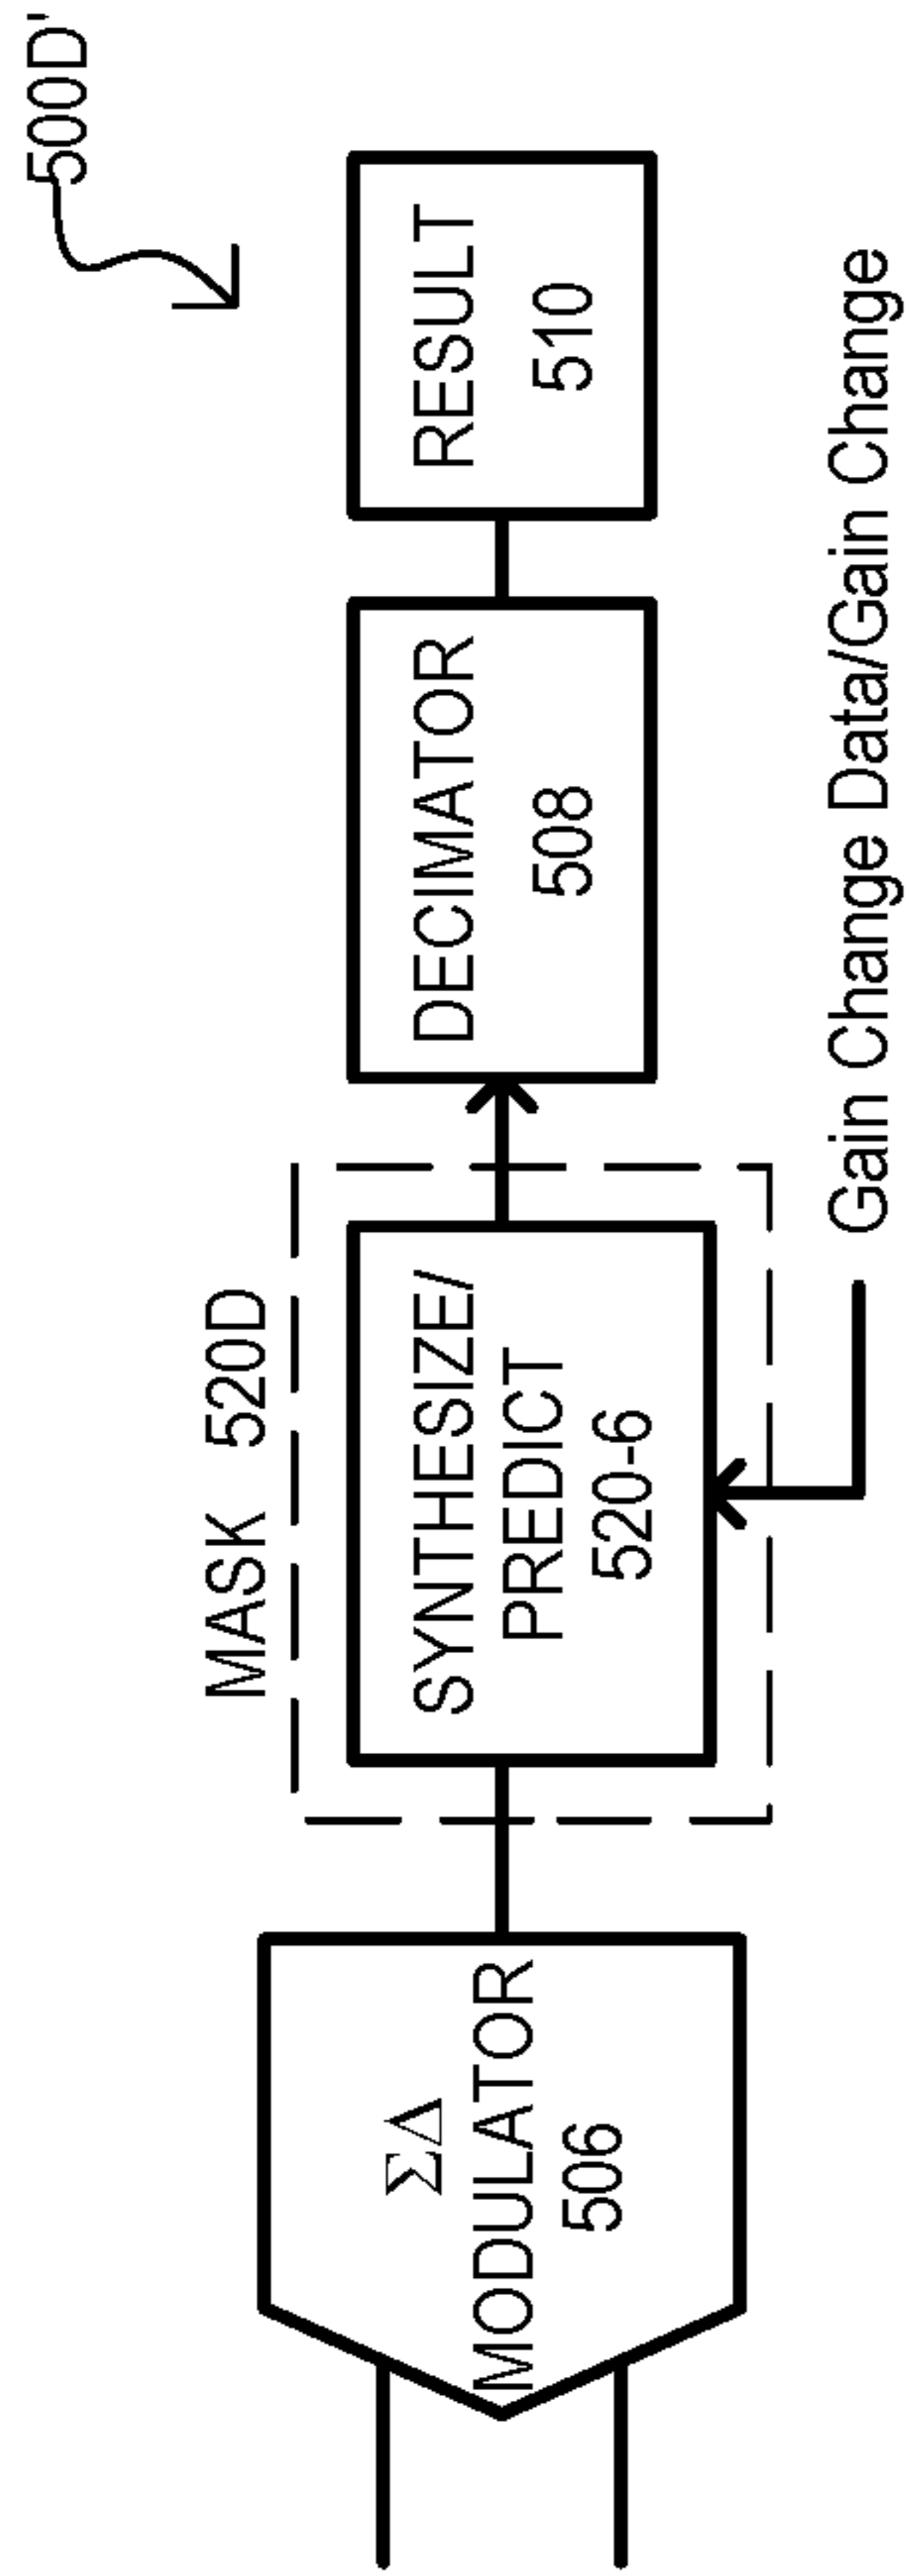 500D'
MASK 520D
ΣΔ
MODULATOR
506
SYNTHESIZE/
PREDICT
520-6
DECIMATOR
508
RESULT
510
Gain Change Data/Gain Change